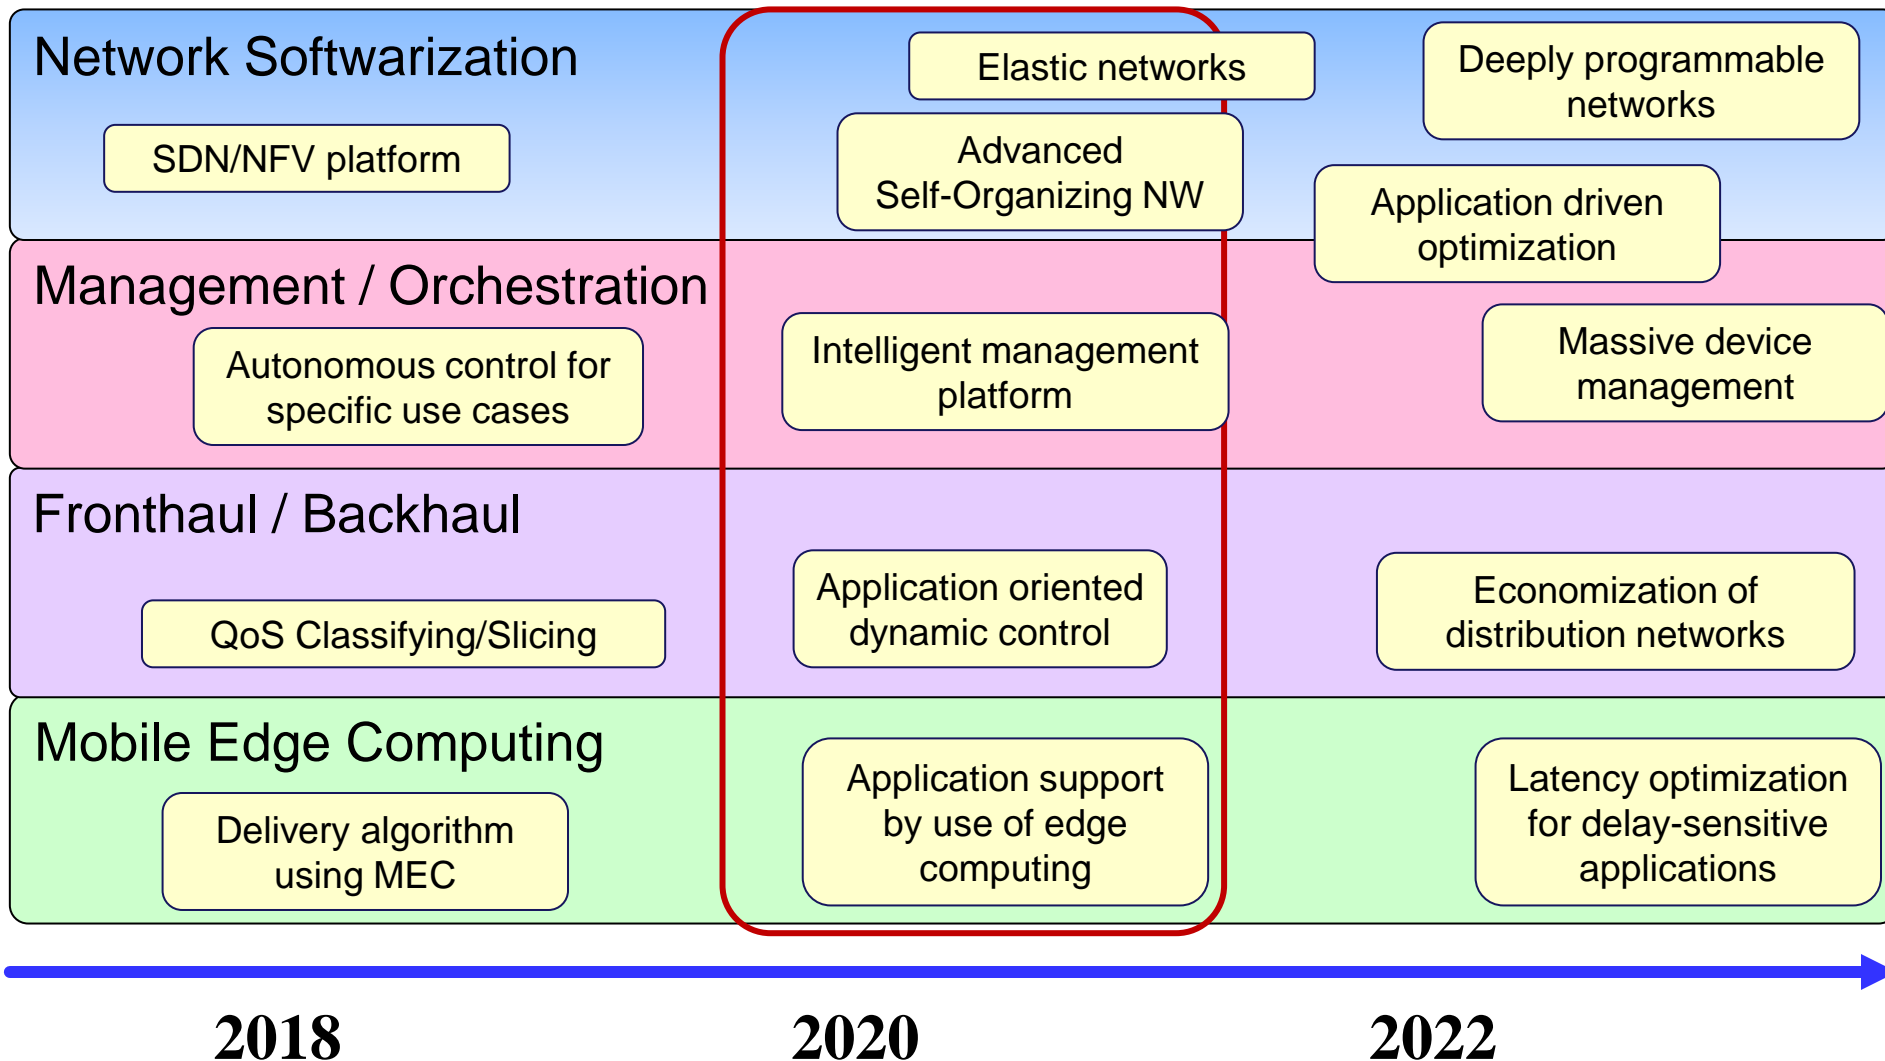 Network Softwarization
SDN/NFV platform
Elastic networks
Advanced
Self-Organizing NW
Deeply programmable
networks
Application driven
optimization
Management / Orchestration
Autonomous control for
specific use cases
Intelligent management
platform
Massive device
management
Fronthaul / Backhaul
QoS Classifying/Slicing
Application oriented
dynamic control
Economization of
distribution networks
Mobile Edge Computing
Delivery algorithm
using MEC
Application support
by use of edge
computing
Latency optimization
for delay-sensitive
applications
2018
2020
2022